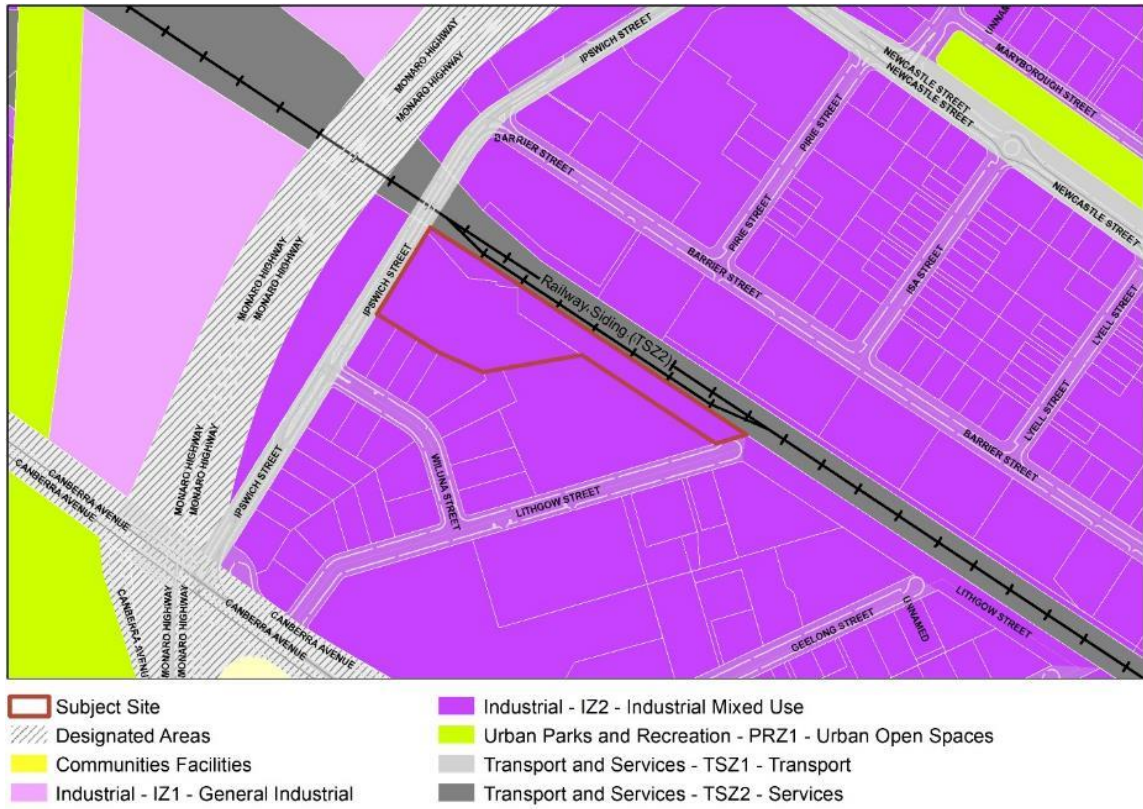 MONARO HIGHWAY
MONARO HIGHWAY
IPSWICH STREET
UNNA
MARYBOROUGH STREET
NEWCASTLE STREET
NEWCASTLE STREET
PIRIE STREET
BARRIER STREET
NEWCASTLE STREET
IPSWICH STREET
MONARO HIGHWAY
MONARO HIGHWAY
PIRIE STREET
BARRIER STREET
ISA STREET
Railway Siding (TSZ2)
LYELL STREET
LYELL STREET
BARRIER STREET
WILUNA STREET
IPSWICH STREET
MONARO HIGHWAY
MONARO HIGHWAY
CANBERRA AVENUE
CANBERRA AVENUE
LITHGOW STREET
LITHGOW STREET
GEELONG STREET
UNNAMED
CANBERRA AVENUE
CANBERRA AVENUE
MONARO HIGHWAY
MONARO HIGHWAY
Subject Site
Designated Areas
Communities Facilities
Industrial - IZ1 - General Industrial
Industrial - IZ2 - Industrial Mixed Use
Urban Parks and Recreation - PRZ1 - Urban Open Spaces
Transport and Services - TSZ1 - Transport
Transport and Services - TSZ2 - Services